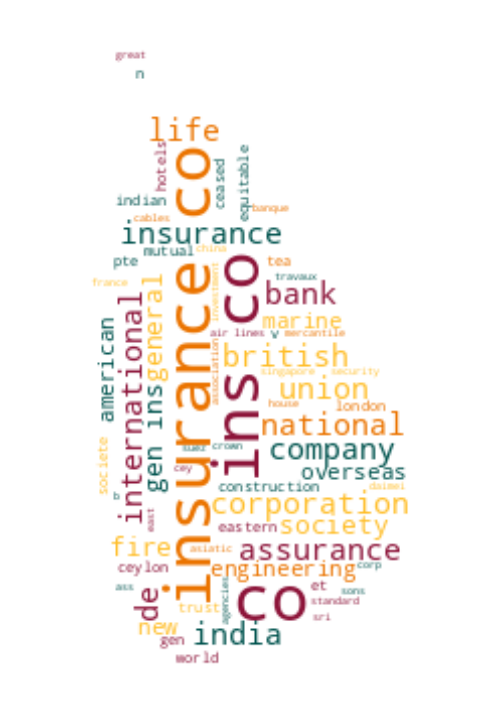 great
n
life
hotels
co
ceased
equitable
indian
banque
cables
insurance
mutual
china
pte
tea
travaux
france
insurance co
ins co
investment
bank
general
international
american
marine
air lines
v
mercantile
association
british
singapore
security
union
gen ins
house
london
national
societe
suez
crown
company
cey
overseas
construction
daimei
b
corporation
east
eastern
society
fire
asiatic
assurance
ceylon
engineering
corp
ass
agencies
de
co
et
sons
standard
trust
sri
new
gen
india
world